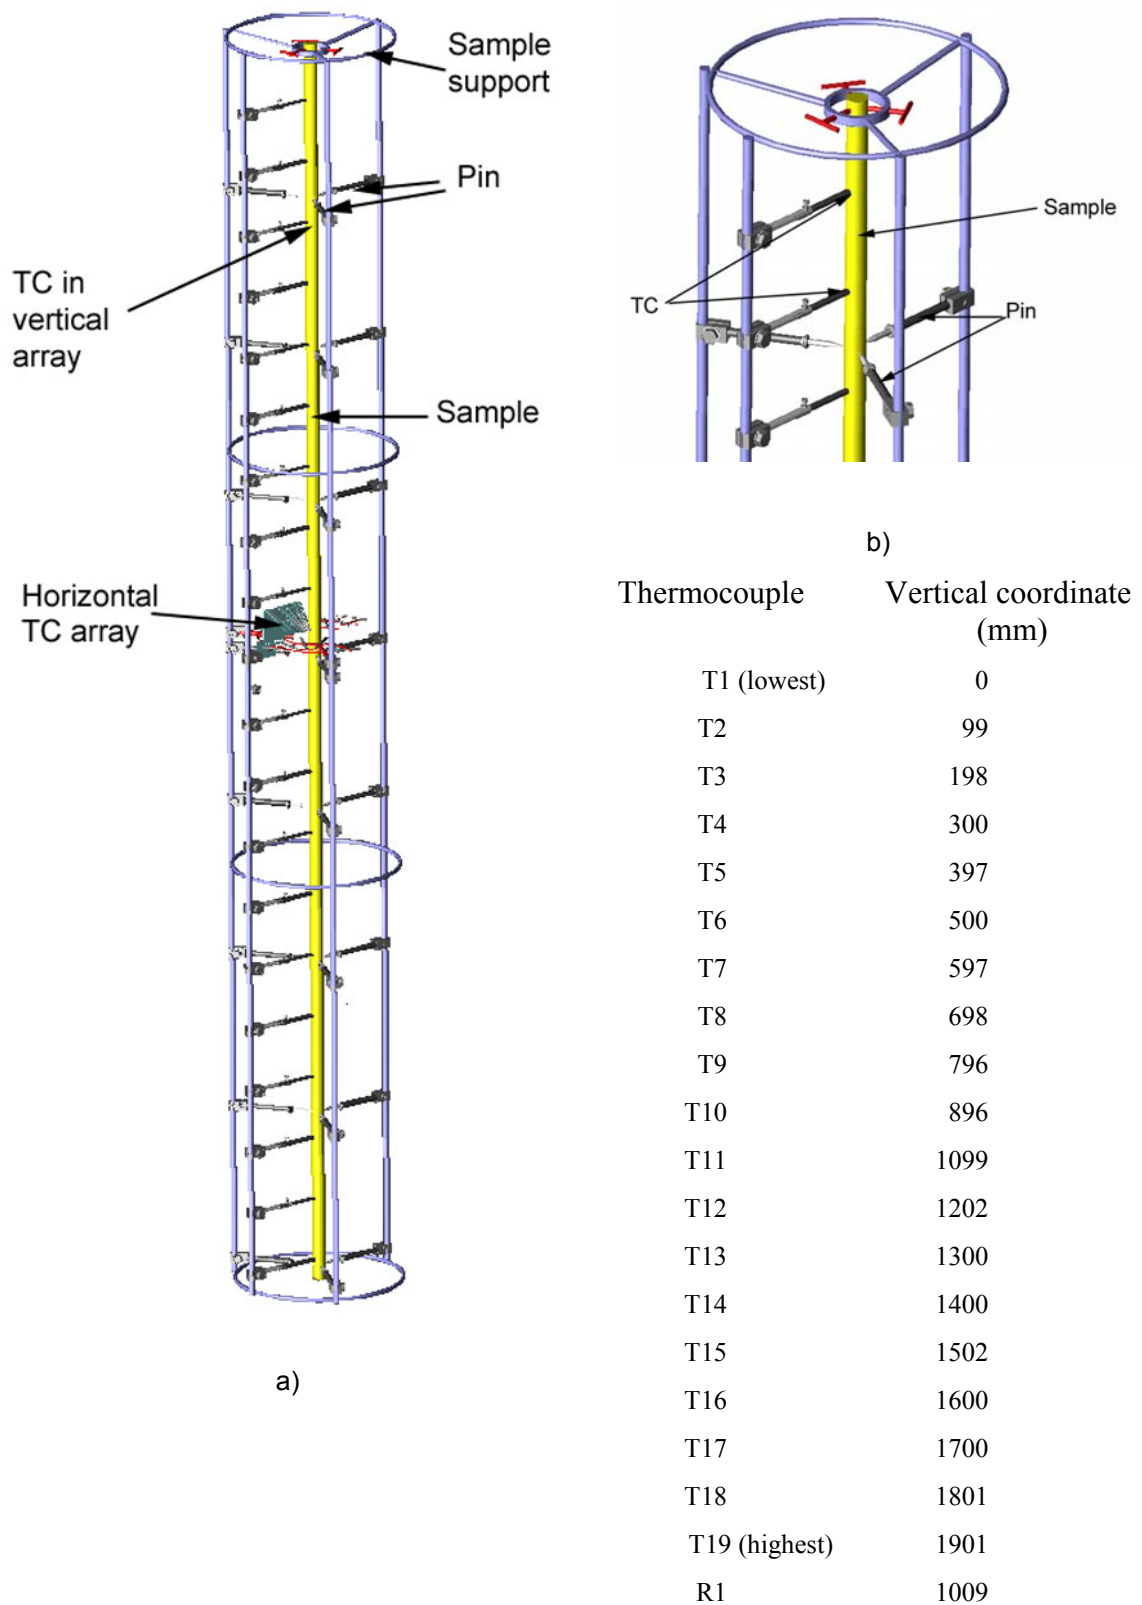 Sample
support
Pin
TC in
vertical
array
Sample
Horizontal
TC array
a)
Sample
TC
Pin
b)
Thermocouple Vertical coordinate
(mm)
T1 (lowest) 0
T2 99
T3 198
T4 300
T5 397
T6 500
T7 597
T8 698
T9 796
T10 896
T11 1099
T12 1202
T13 1300
T14 1400
T15 1502
T16 1600
T17 1700
T18 1801
T19 (highest) 1901
R1 1009